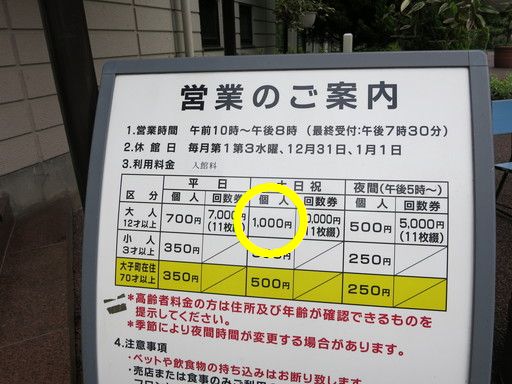 営業のご案内
1.営業時間 午前10時〜午後8時 (最終受付:午後7時30分)
2.休館日 毎月第1第3水曜、12月31日、1月1日
3.利用料金 入館料
区分 平日 土日祝 夜間(午後5時〜)
個人 回数券 個人 回数券 個人 回数券
大人 12才以上 700円 7,000円 (11枚綴) 1,000円 (11枚綴) 500円 5,000円 (11枚綴)
小人 3才以上 350円 250円
大子町在住 70才以上 350円 500円 250円
*高齢者料金の方は住所及び年齢が確認できるものを
提示してください。
*季節により夜間時間が変更する場合があります。
4.注意事項
・ペットや飲食物の持ち込みはお断り致します。
・売店または食事のみご利用の